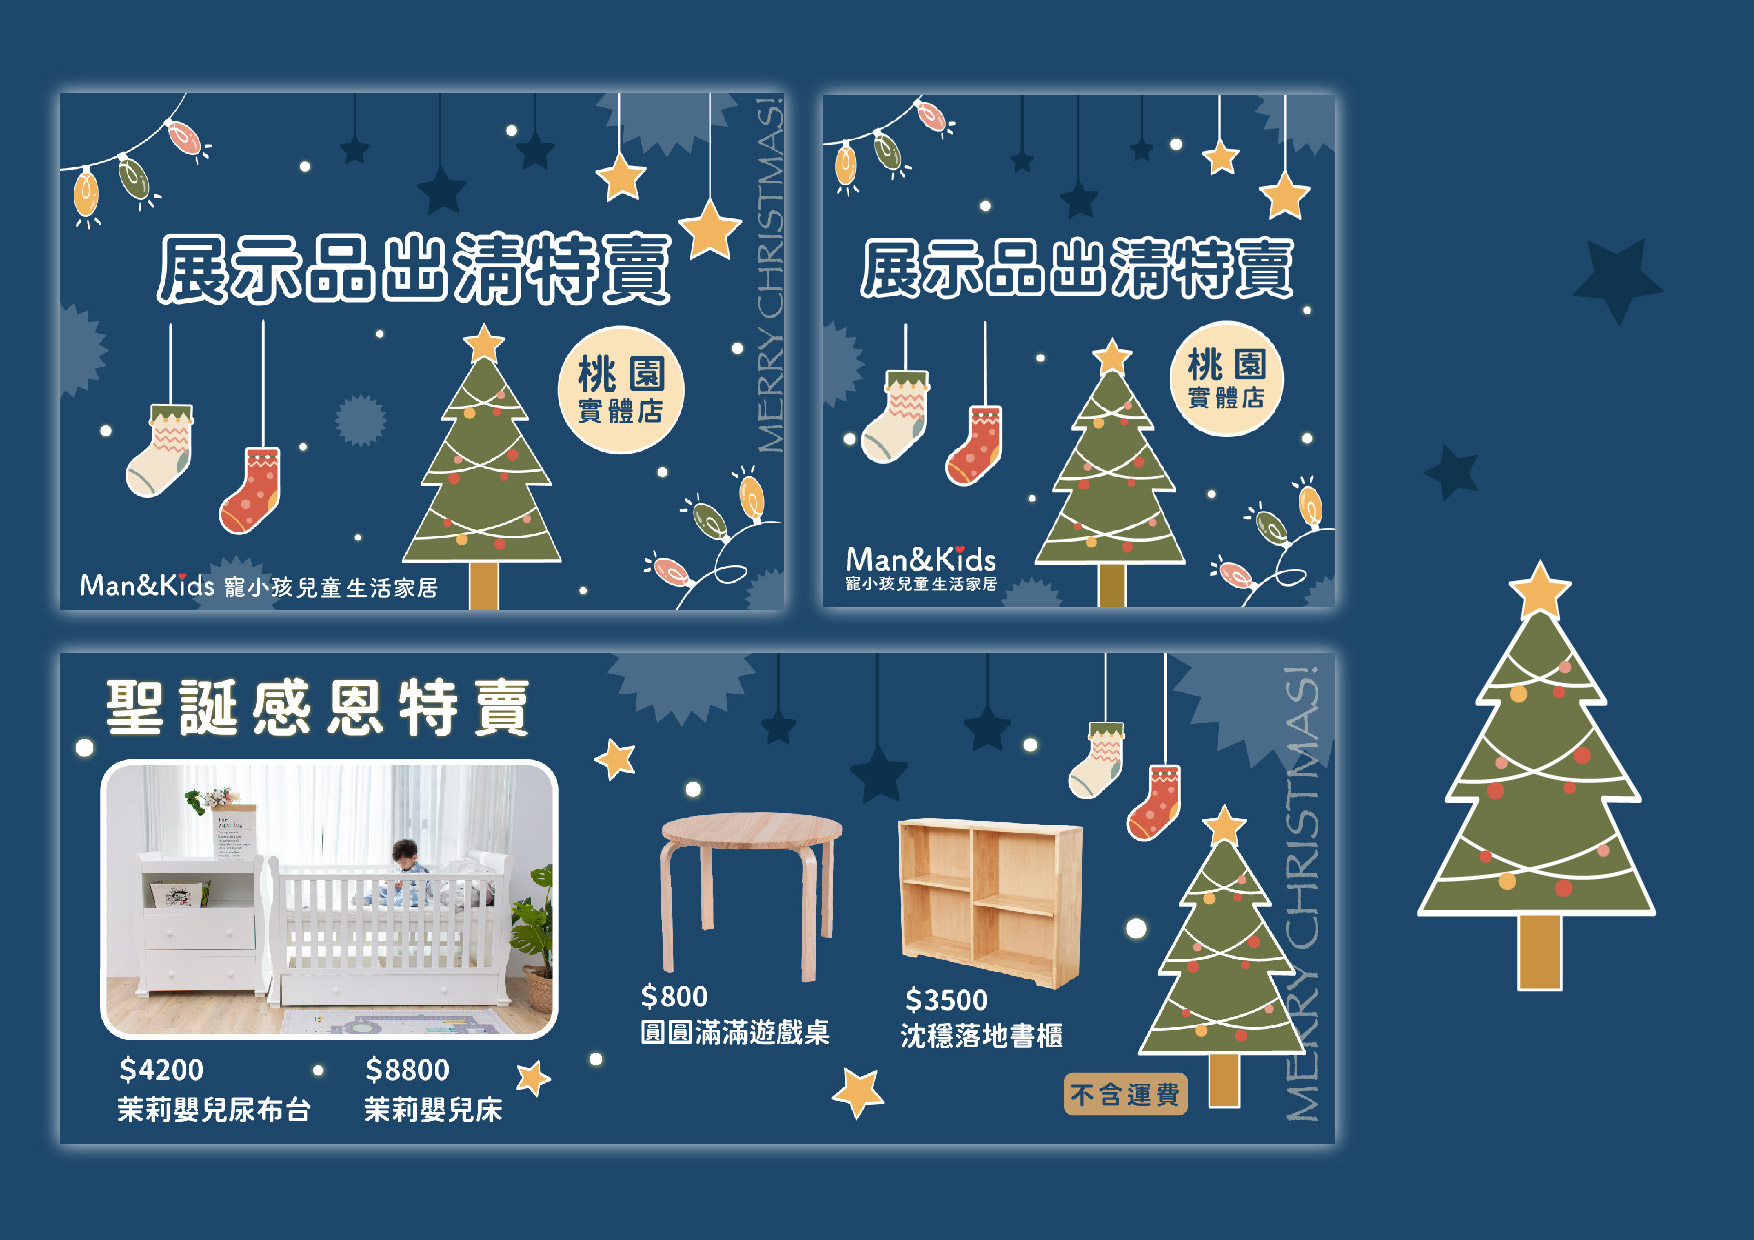 展示品出清特賣
桃園
實體店
Man&Kids 寵小孩兒童生活家居
MERRY CHRISTMAS!
展示品出清特賣
桃園
實體店
Man&Kids
寵小孩兒童生活家居
聖誕感恩特賣
$4200
茉莉嬰兒尿布台
$8800
茉莉嬰兒床
$800
圓圓滿滿遊戲桌
$3500
沈穩落地書櫃
不含運費
MERRY CHRISTMAS!